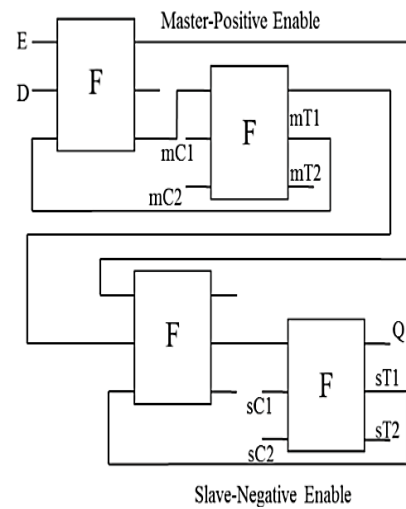 Master-Positive Enable
E
D
F
F
mT1
mC1
mT2
mC2
F
F
Q
sT1
sC1
sT2
sC2
Slave-Negative Enable